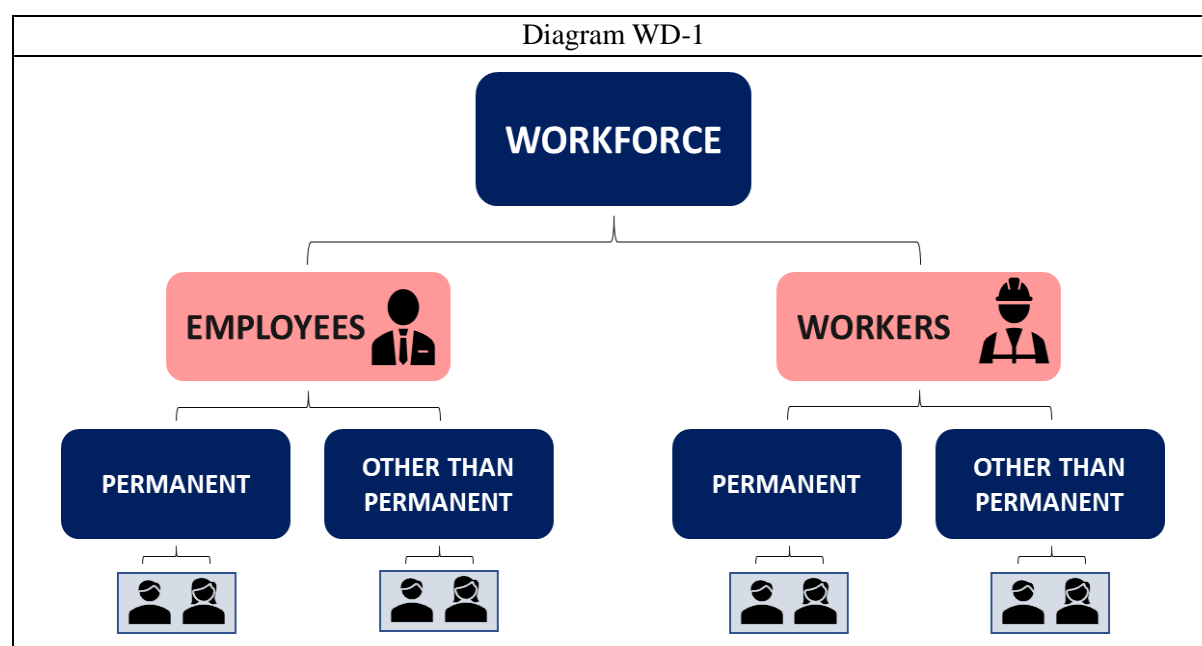 Diagram WD-1
WORKFORCE
EMPLOYEES
WORKERS
PERMANENT
OTHER THAN
PERMANENT
PERMANENT
OTHER THAN
PERMANENT